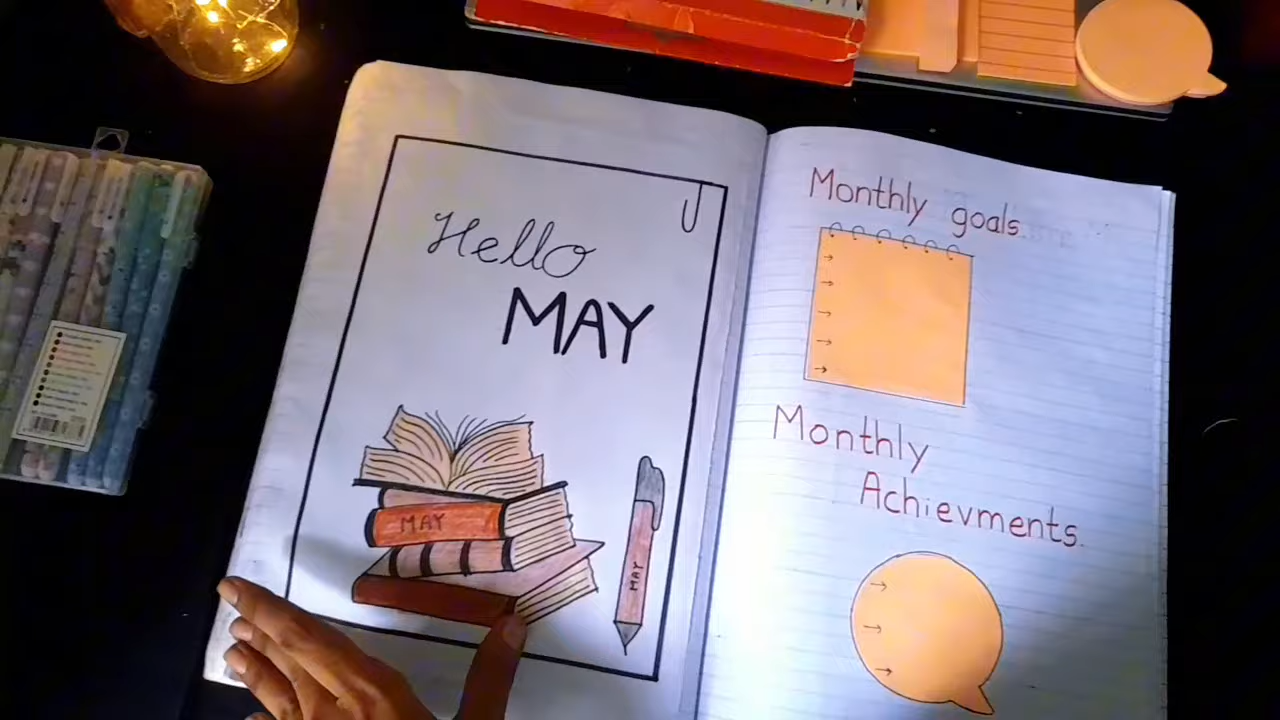 Hello
MAY
MAY
MAY
Monthly goals
Monthly
Achievments.